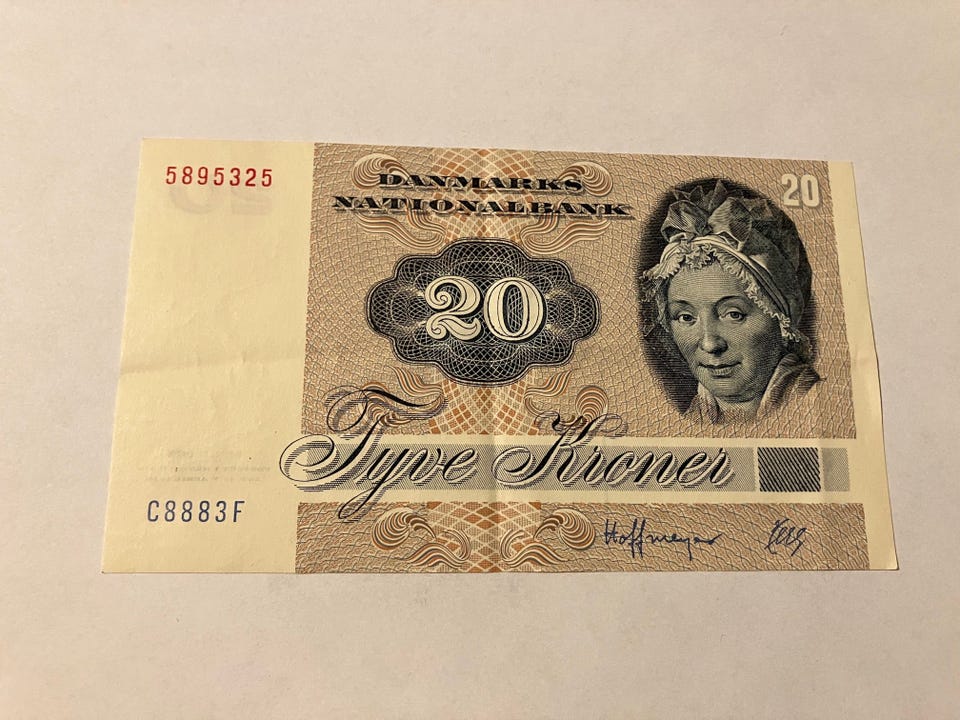 5895325
DANMARKS
NATIONALBANK
20
20
Tyve Kroner
C8883F
Hoffmeyer